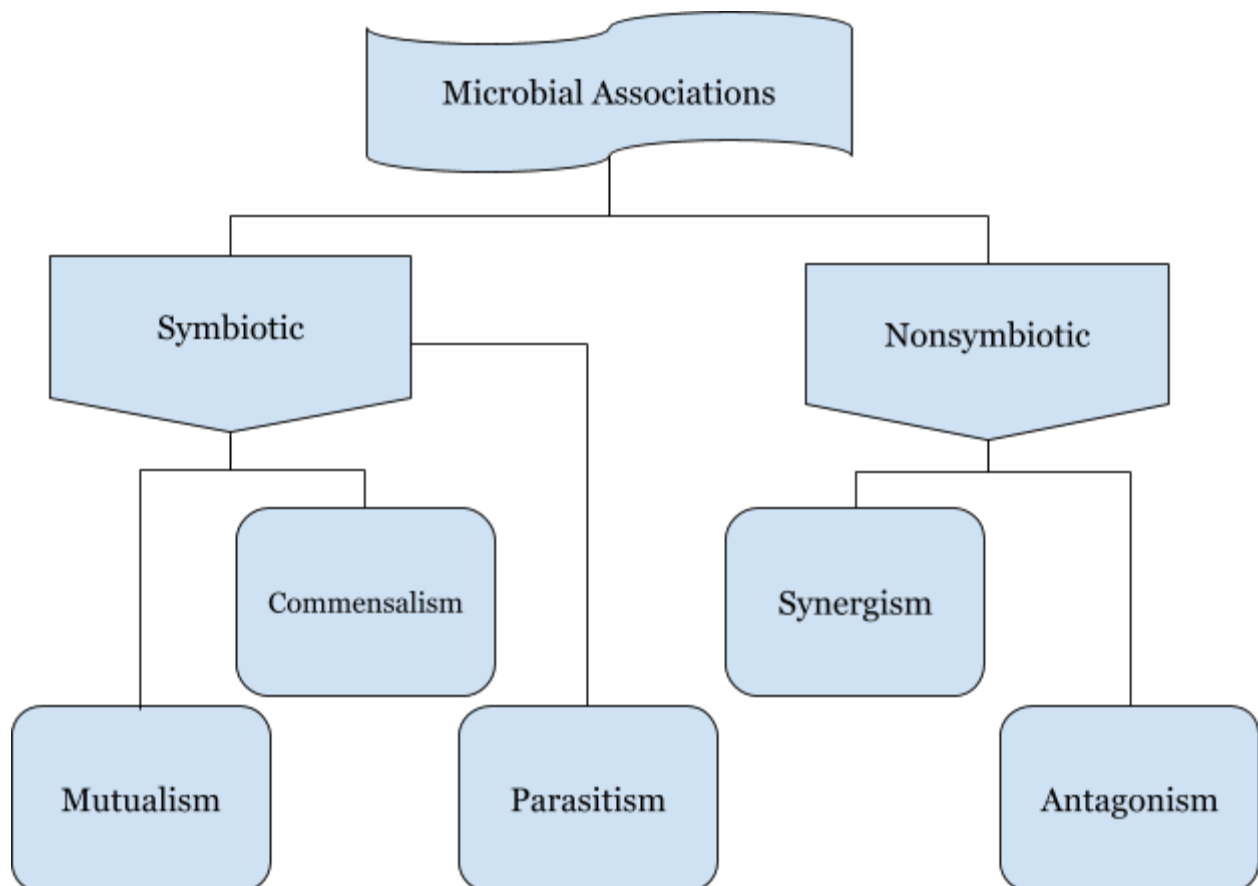 Microbial Associations
Symbiotic
Nonsymbiotic
Commensalism
Synergism
Mutualism
Parasitism
Antagonism